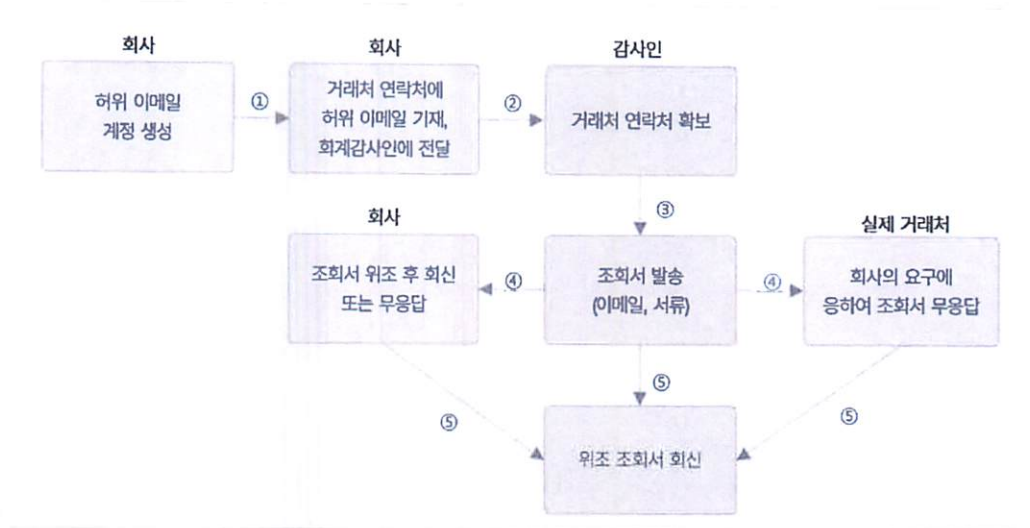 회사
허위 이메일
계정 생성
①
회사
거래처 연락처에
허위 이메일 기재,
회계감사인에 전달
②
감사인
거래처 연락처 확보
③
회사
조회서 위조 후 회신
또는 무응답
④
조회서 발송
(이메일, 서류)
④
실제 거래처
회사의 요구에
응하여 조회서 무응답
⑤
⑤
⑤
위조 조회서 회신